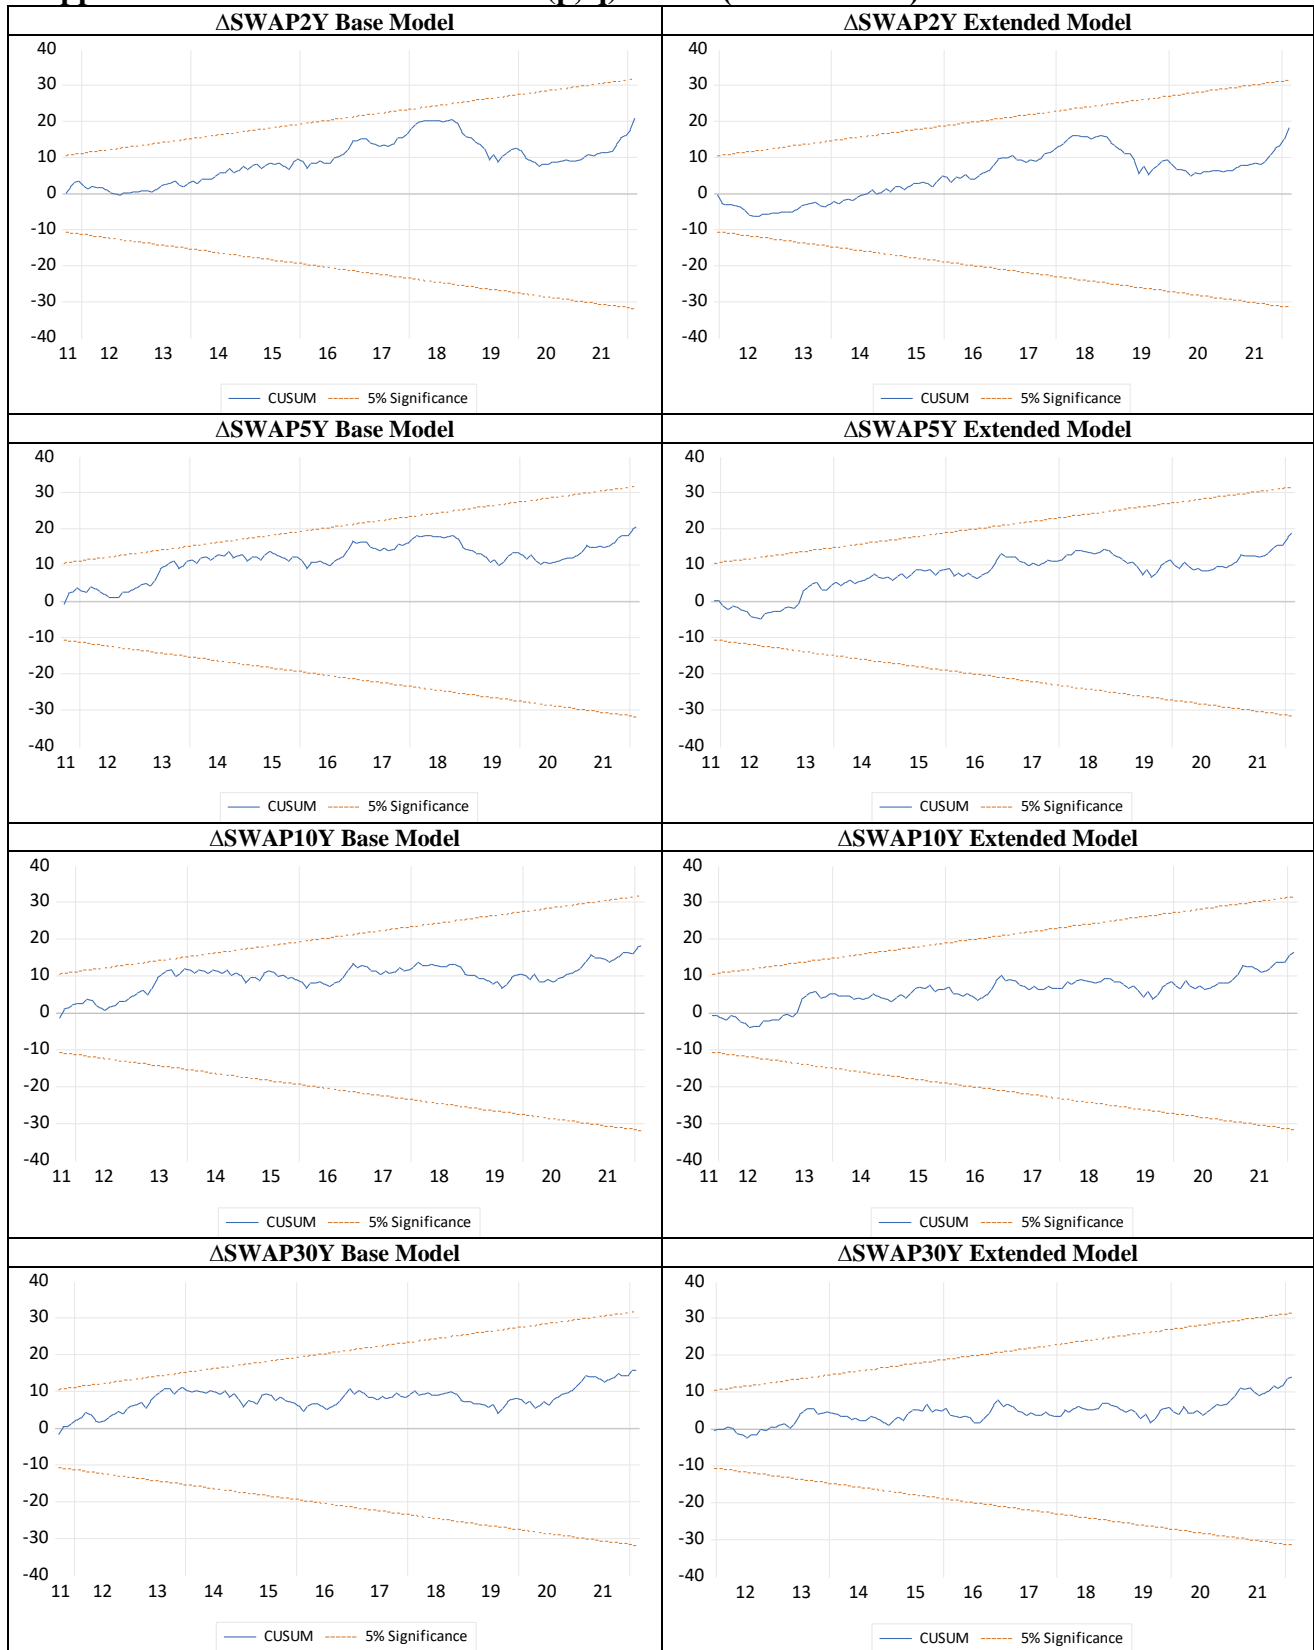 (p, q)
ΔSWAP2Y Base Model
40
30
20
10
0
-10
-20
-30
-40
11 12 13 14 15 16 17 18 19 20 21
CUSUM 5% Significance
ΔSWAP2Y Extended Model
40
30
20
10
0
-10
-20
-30
-40
12 13 14 15 16 17 18 19 20 21
CUSUM 5% Significance
ΔSWAP5Y Base Model
40
30
20
10
0
-10
-20
-30
-40
11 12 13 14 15 16 17 18 19 20 21
CUSUM 5% Significance
ΔSWAP5Y Extended Model
40
30
20
10
0
-10
-20
-30
-40
11 12 13 14 15 16 17 18 19 20 21
CUSUM 5% Significance
ΔSWAP10Y Base Model
40
30
20
10
0
-10
-20
-30
-40
11 12 13 14 15 16 17 18 19 20 21
CUSUM 5% Significance
ΔSWAP10Y Extended Model
40
30
20
10
0
-10
-20
-30
-40
11 12 13 14 15 16 17 18 19 20 21
CUSUM 5% Significance
ΔSWAP30Y Base Model
40
30
20
10
0
-10
-20
-30
-40
11 12 13 14 15 16 17 18 19 20 21
CUSUM 5% Significance
ΔSWAP30Y Extended Model
40
30
20
10
0
-10
-20
-30
-40
12 13 14 15 16 17 18 19 20 21
CUSUM 5% Significance